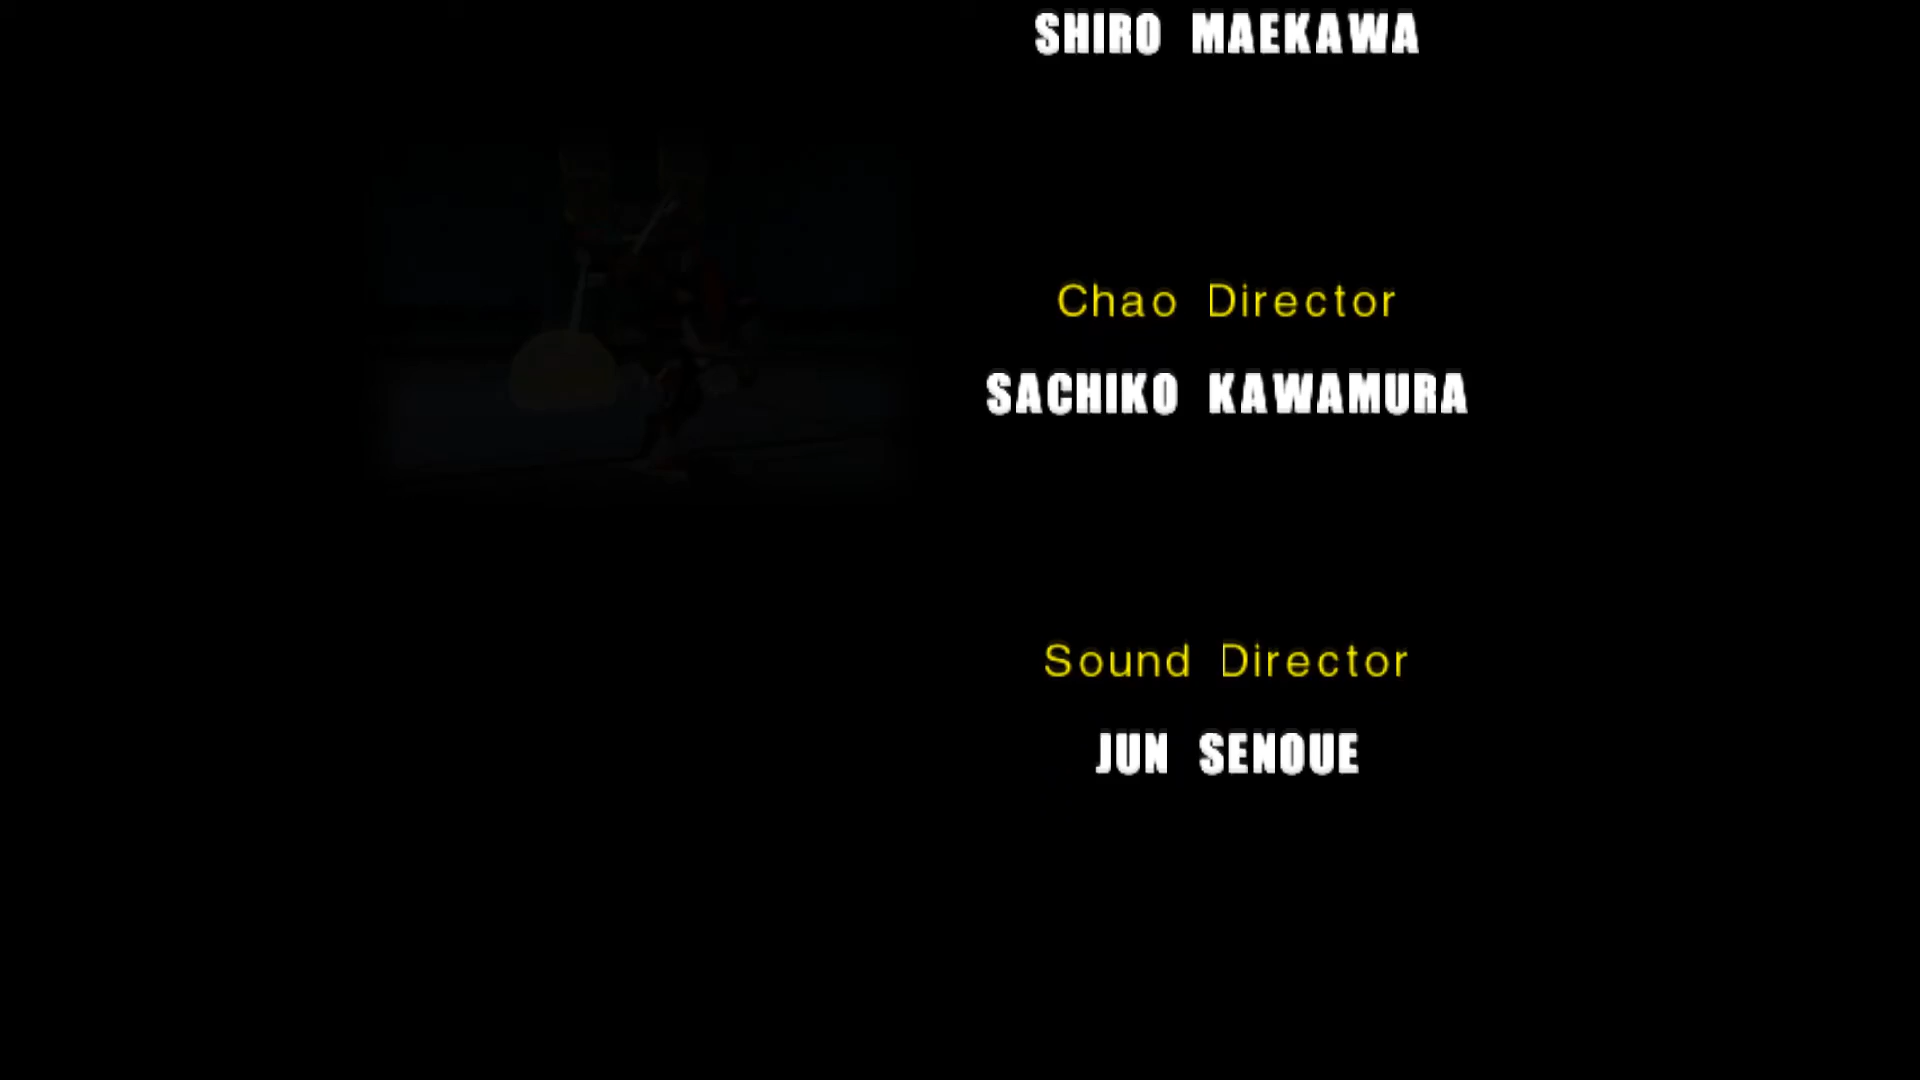 SHIRO MAEKAWA
Chao Director
SACHIKO KAWAMURA
Sound Director
JUN SENOUE